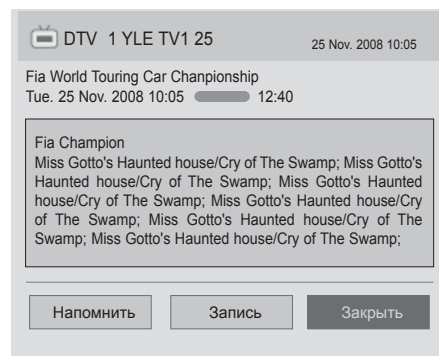 DTV 1 YLE TV1 25
25 Nov. 2008 10:05
Fia World Touring Car Chanpionship
Tue. 25 Nov. 2008 10:05 12:40
Fia Champion
Miss Gotto's Haunted house/Cry of The Swamp; Miss Gotto's
Haunted house/Cry of The Swamp; Miss Gotto's Haunted
house/Cry of The Swamp; Miss Gotto's Haunted house/Cry
of The Swamp; Miss Gotto's Haunted house/Cry of The
Swamp; Miss Gotto's Haunted house/Cry of The Swamp;
Напомнить
Запись
Закрыть